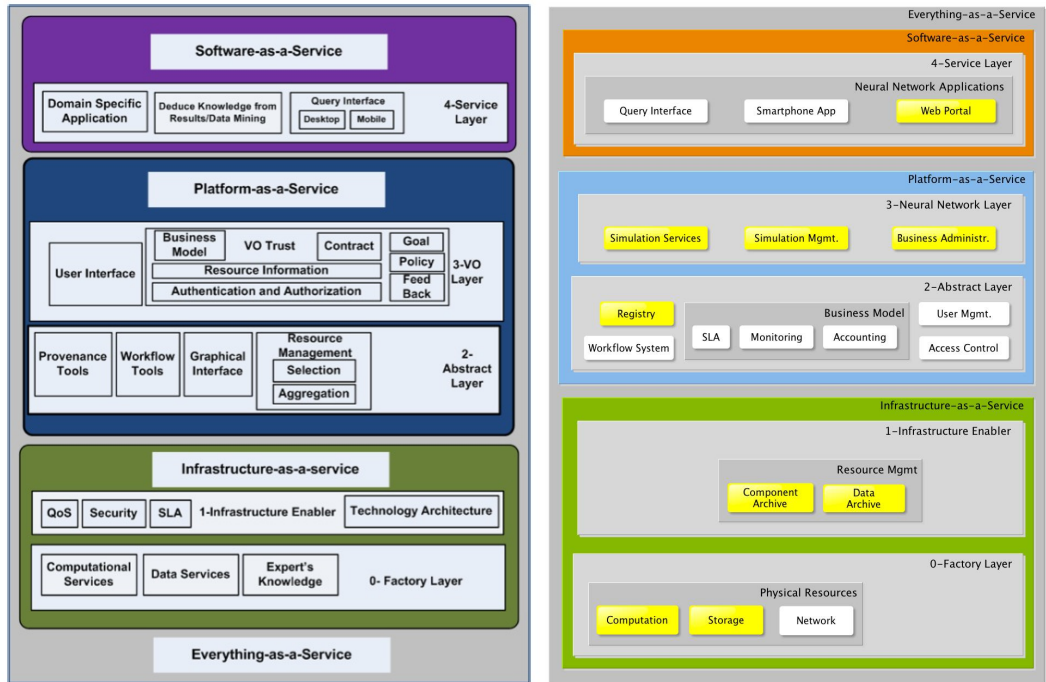 Software-as-a-Service
Domain Specific
Application
Deduce Knowledge from
Results/Data Mining
Query Interface
Desktop
Mobile
4-Service
Layer
Platform-as-a-Service
User Interface
Business
Model
VO Trust
Contract
Goal
Policy
Feed
Back
Resource Information
Authentication and Authorization
3-VO
Layer
Provenance
Tools
Workflow
Tools
Graphical
Interface
Resource
Management
Selection
Aggregation
2-
Abstract
Layer
Infrastructure-as-a-service
QoS
Security
SLA
1-Infrastructure Enabler
Technology Architecture
Computational
Services
Data Services
Expert's
Knowledge
0- Factory Layer
Everything-as-a-Service
Everything-as-a-Service
Software-as-a-Service
4-Service Layer
Neural Network Applications
Query Interface
Smartphone App
Web Portal
Platform-as-a-Service
3-Neural Network Layer
Simulation Services
Simulation Mgmt.
Business Administr.
2-Abstract Layer
Registry
Workflow System
Business Model
SLA
Monitoring
Accounting
User Mgmt.
Access Control
Infrastructure-as-a-Service
1-Infrastructure Enabler
Resource Mgmt
Component
Archive
Data
Archive
0-Factory Layer
Physical Resources
Computation
Storage
Network